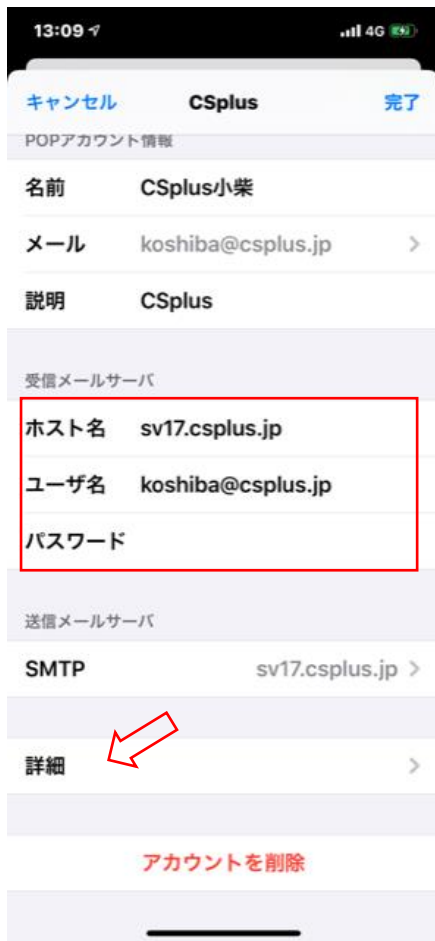 13:09 4G
キャンセル CSplus 完了
POPアカウント情報
名前 CSplus小柴
メール koshiba@csplus.jp
説明 CSplus
受信メールサーバ
ホスト名 sv17.csplus.jp
ユーザ名 koshiba@csplus.jp
パスワード
送信メールサーバ
SMTP sv17.csplus.jp
詳細
アカウントを削除